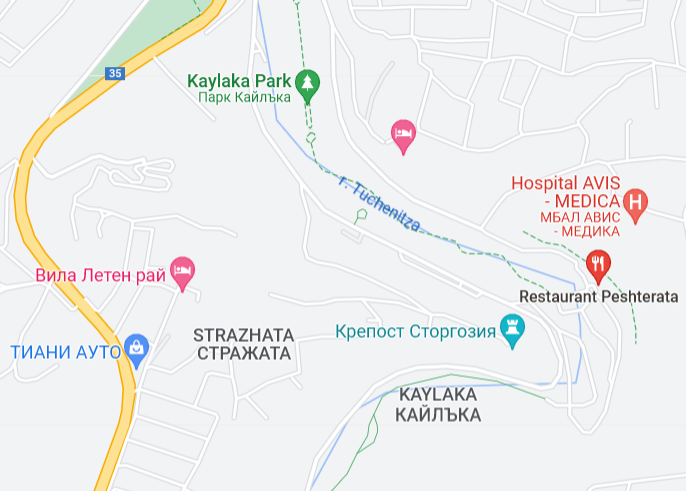 35
Kaylaka Park
Парк Кайлъка
r. Tuchenitza
Hospital AVIS
- MEDICA
МБАЛ АВИС
- МЕДИКА
H
Вила Летен рай
Restaurant Peshterata
STRAZHATA
СТРАЖАТА
Крепост Сторгозия
ТИАНИ АУТО
KAYLAKA
КАЙЛЪКА